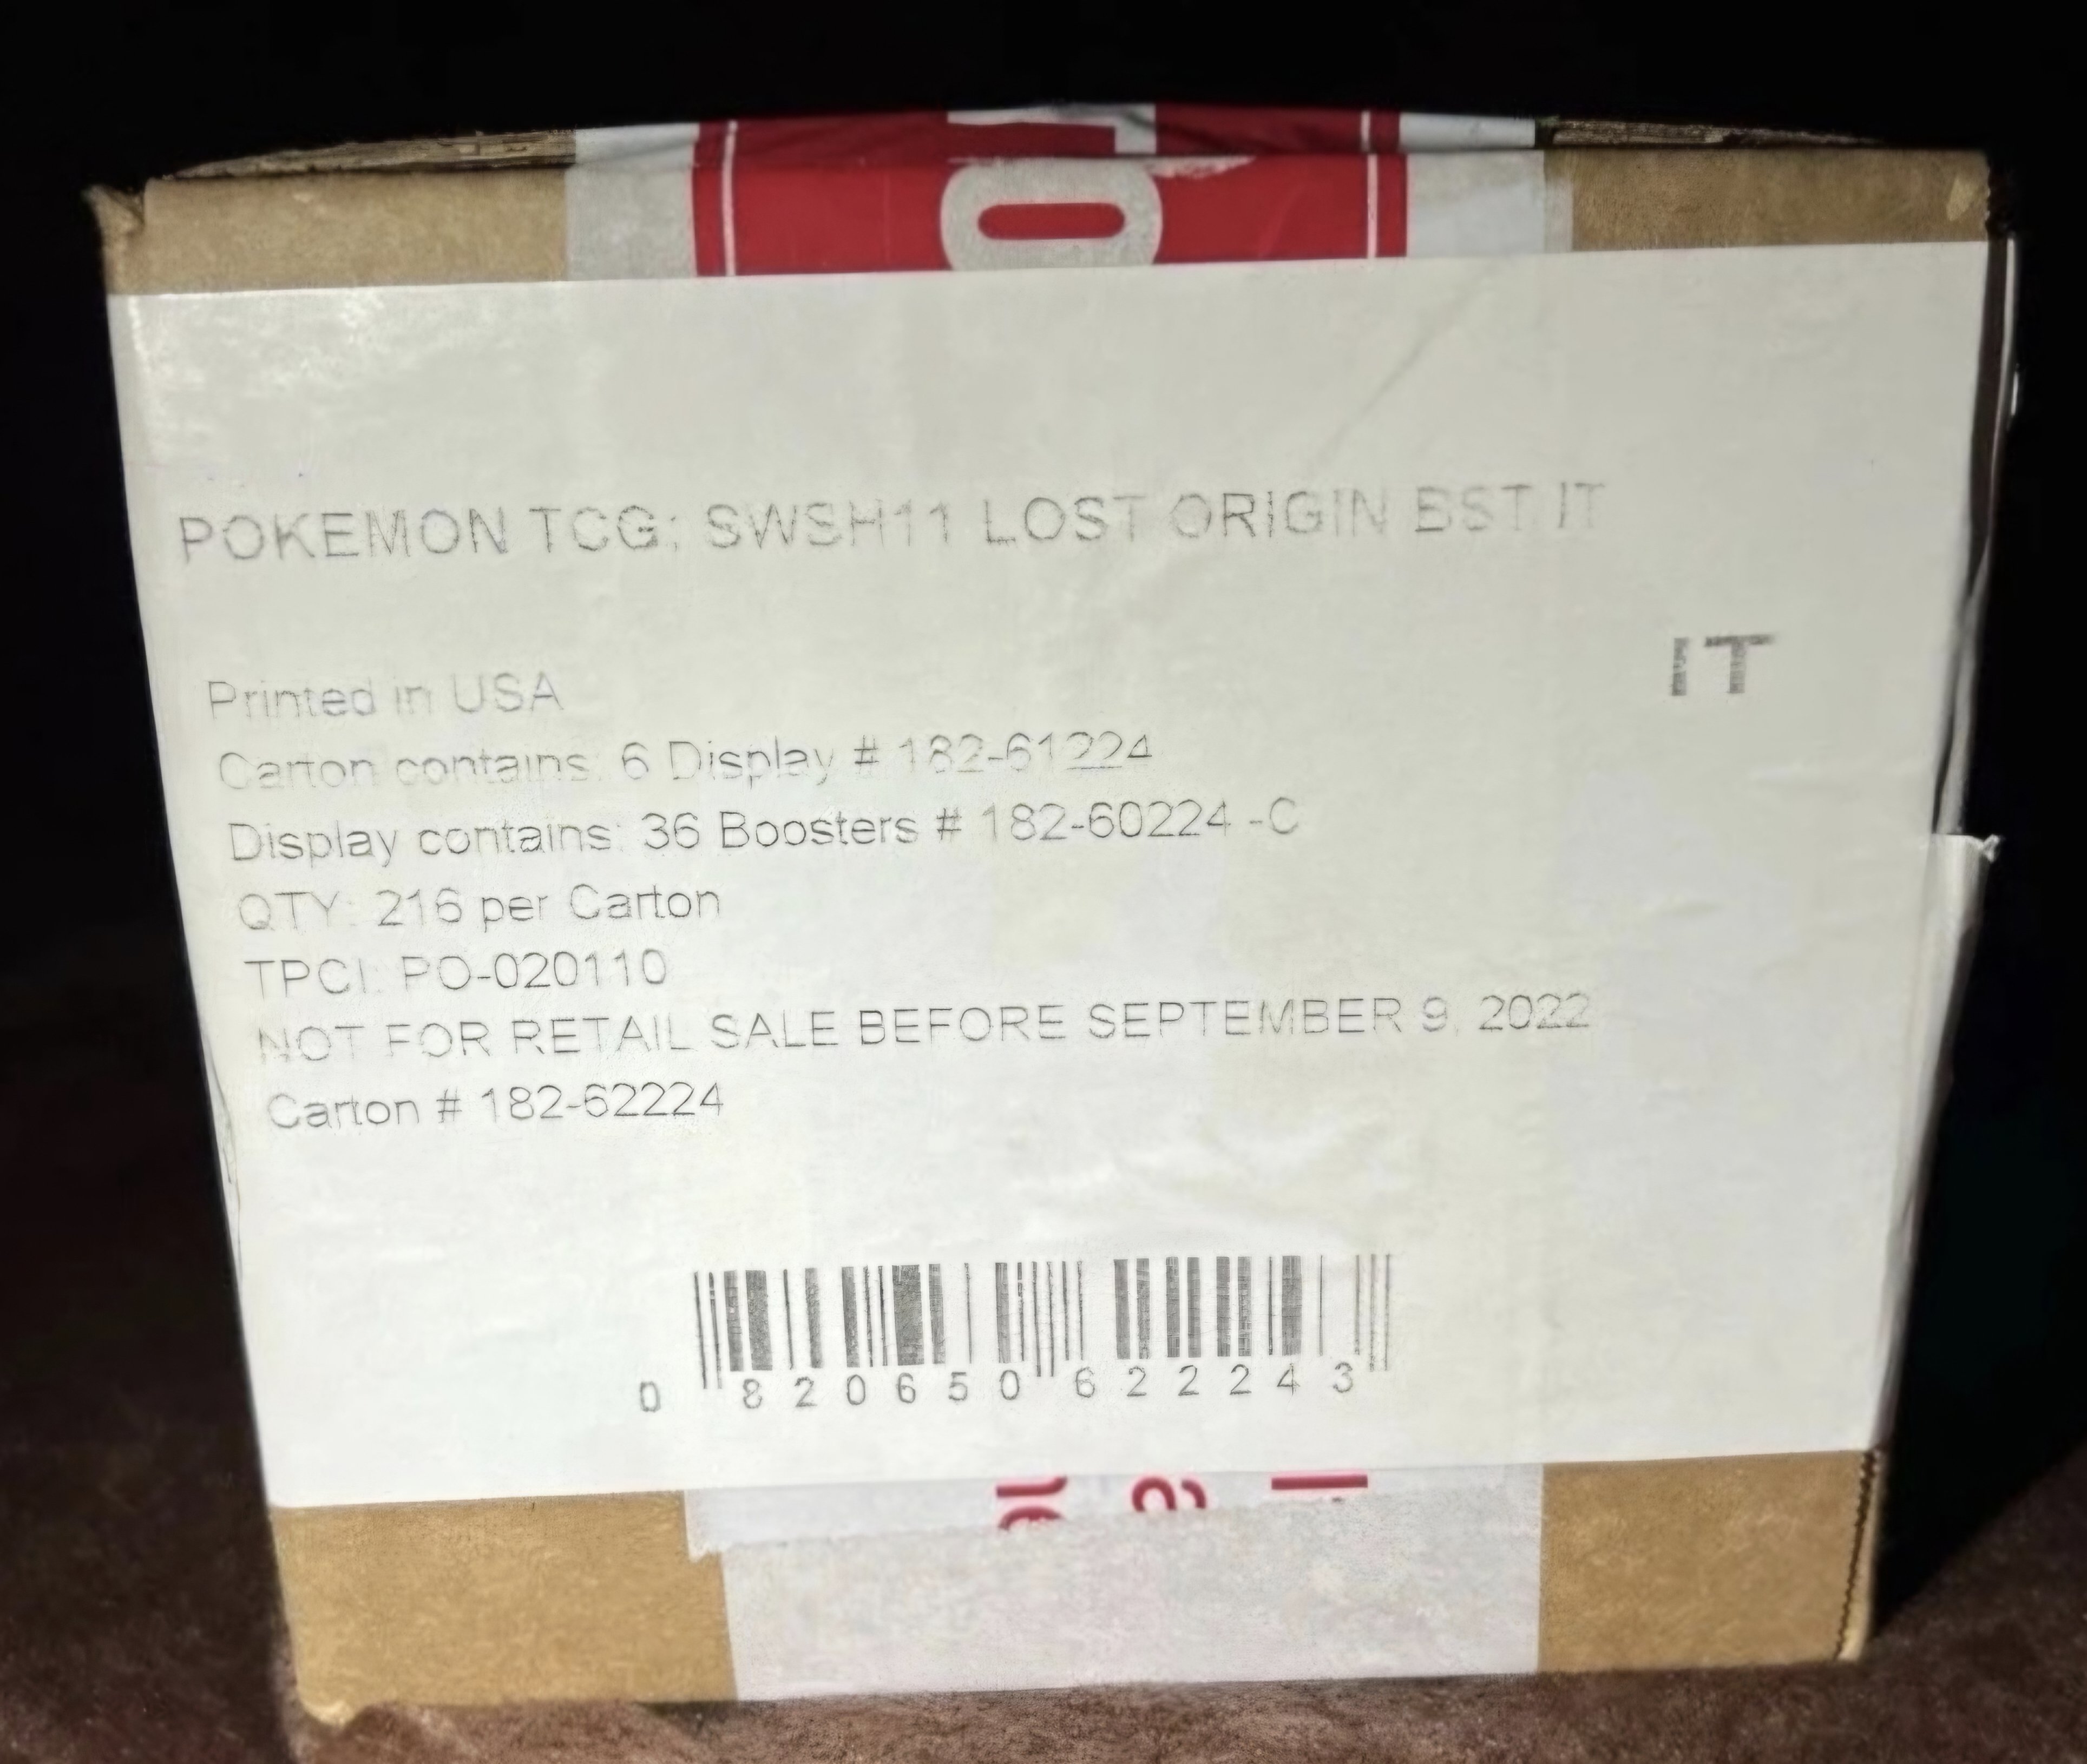 O
POKEMON TCG: SWSH11 LOST ORIGIN BST IT
IT
Printed in USA
Carton contains: 6 Display # 182-61224
Display contains: 36 Boosters # 182-60224 -C
QTY: 216 per Carton
TPCI: PO-020110
NOT FOR RETAIL SALE BEFORE SEPTEMBER 9, 2022
Carton # 182-62224
0 820650 622243